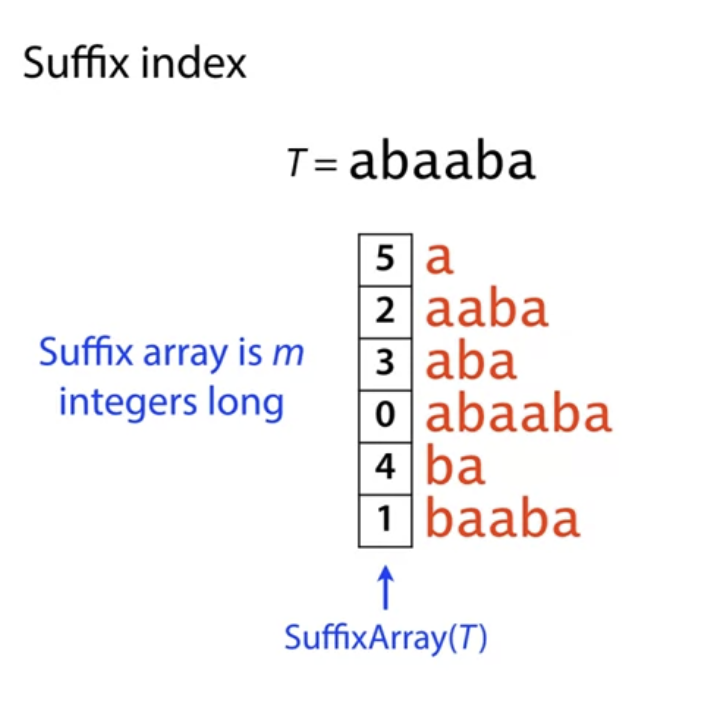 Suffix index
T = abaaba
5 a
2 aaba
Suffix array is m
3 aba
integers long
0 abaaba
4 ba
1 baaba
SuffixArray(T)